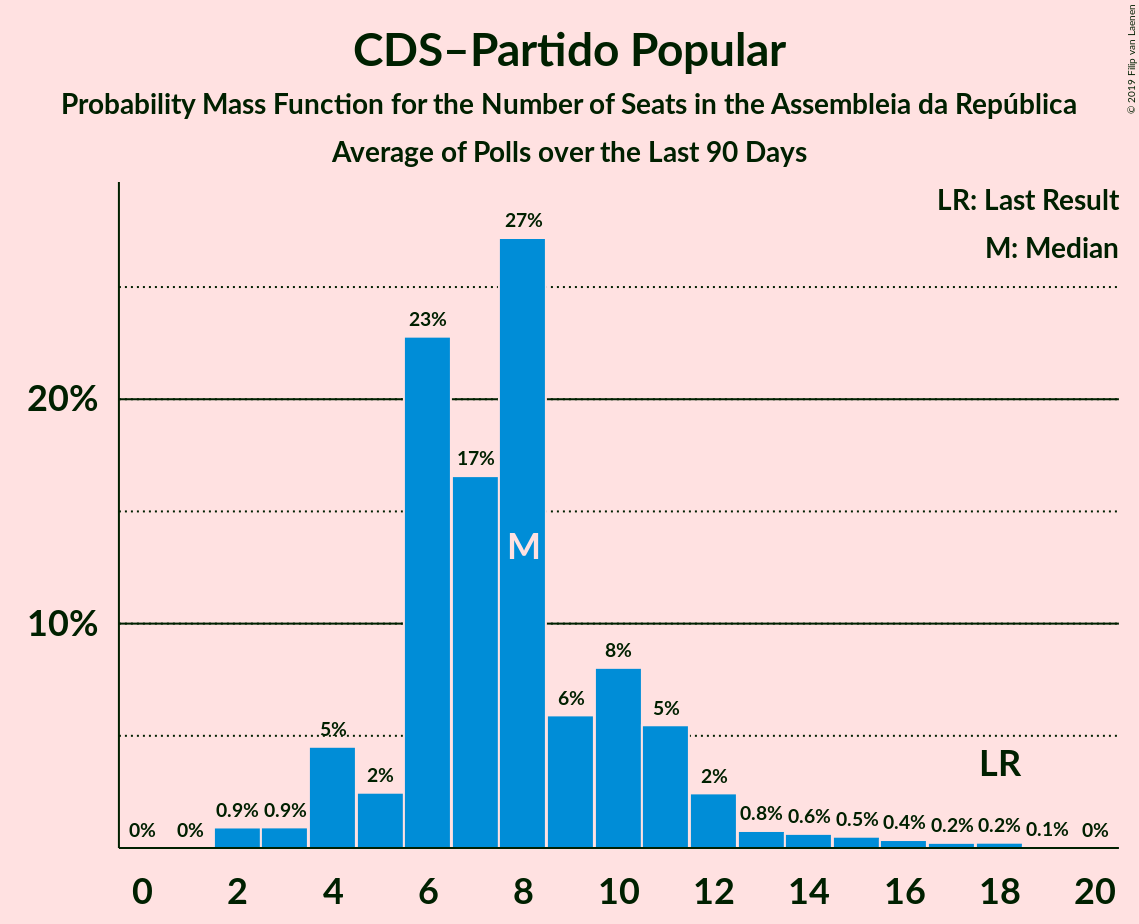 CDS–Partido Popular
Probability Mass Function for the Number of Seats in the Assembleia da República
Average of Polls over the Last 90 Days
© 2019 Filip van Laenen
LR: Last Result
M: Median
27%
23%
20%
17%
M
10%
8%
6%
5%
5%
LR
2%
2%
0.9%
0.9%
0.8%
0.6%
0.5%
0.4%
0.2%
0.2%
0.1%
0%
0%
0%
0 2 4 6 8 10 12 14 16 18 20